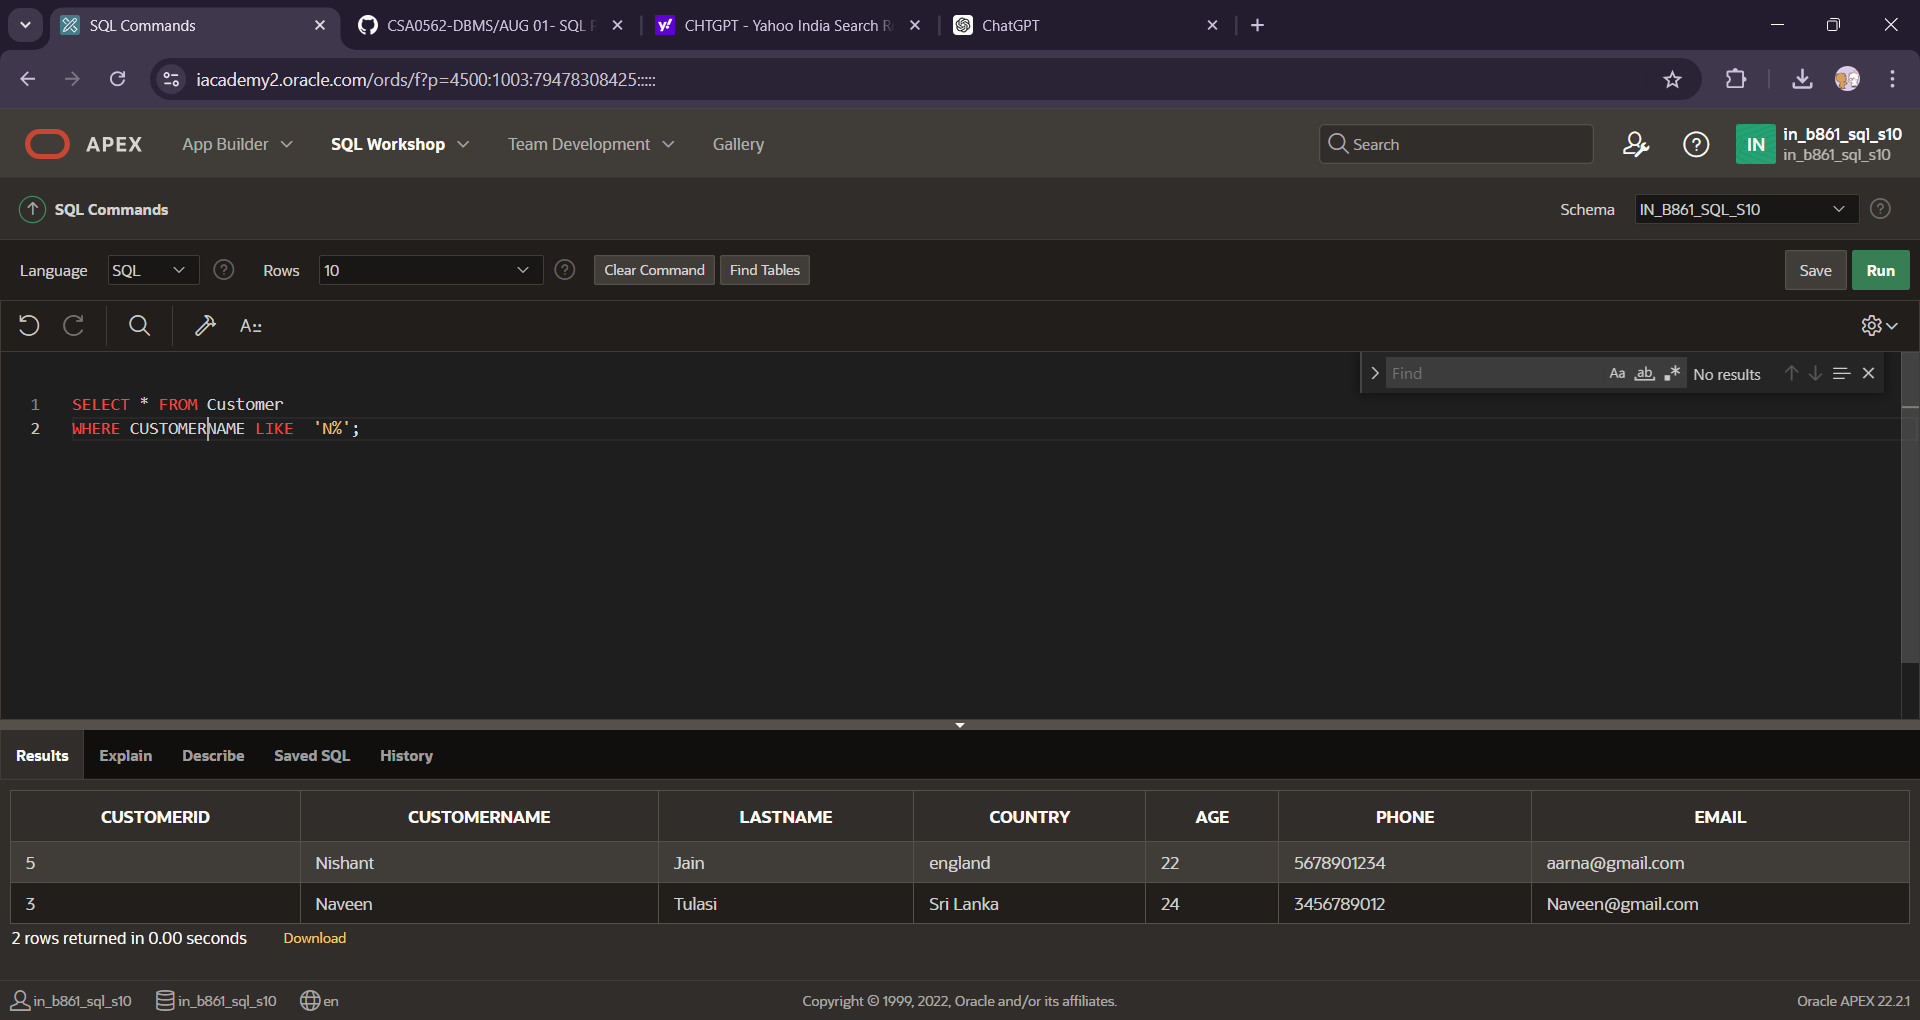 SQL Commands
CSA0562-DBMS/AUG 01- SQL P
CHTGPT - Yahoo India Search R
ChatGPT
iacademy2.oracle.com/ords/f?p=4500:1003:79478308425:::::
APEX App Builder SQL Workshop Team Development Gallery Search IN in_b861_sql_s10
in_b861_sql_s10
SQL Commands Schema IN_B861_SQL_S10
Language SQL Rows 10 Clear Command Find Tables Save Run
A::
Find Aa ab No results
1 SELECT * FROM Customer
2 WHERE CUSTOMERNAME LIKE  'N%';
Results Explain Describe Saved SQL History
CUSTOMERID CUSTOMERNAME LASTNAME COUNTRY AGE PHONE EMAIL
5 Nishant Jain england 22 5678901234 aarna@gmail.com
3 Naveen Tulasi Sri Lanka 24 3456789012 Naveen@gmail.com
2 rows returned in 0.00 seconds Download
in_b861_sql_s10 in_b861_sql_s10 en Copyright © 1999, 2022, Oracle and/or its affiliates. Oracle APEX 22.2.1